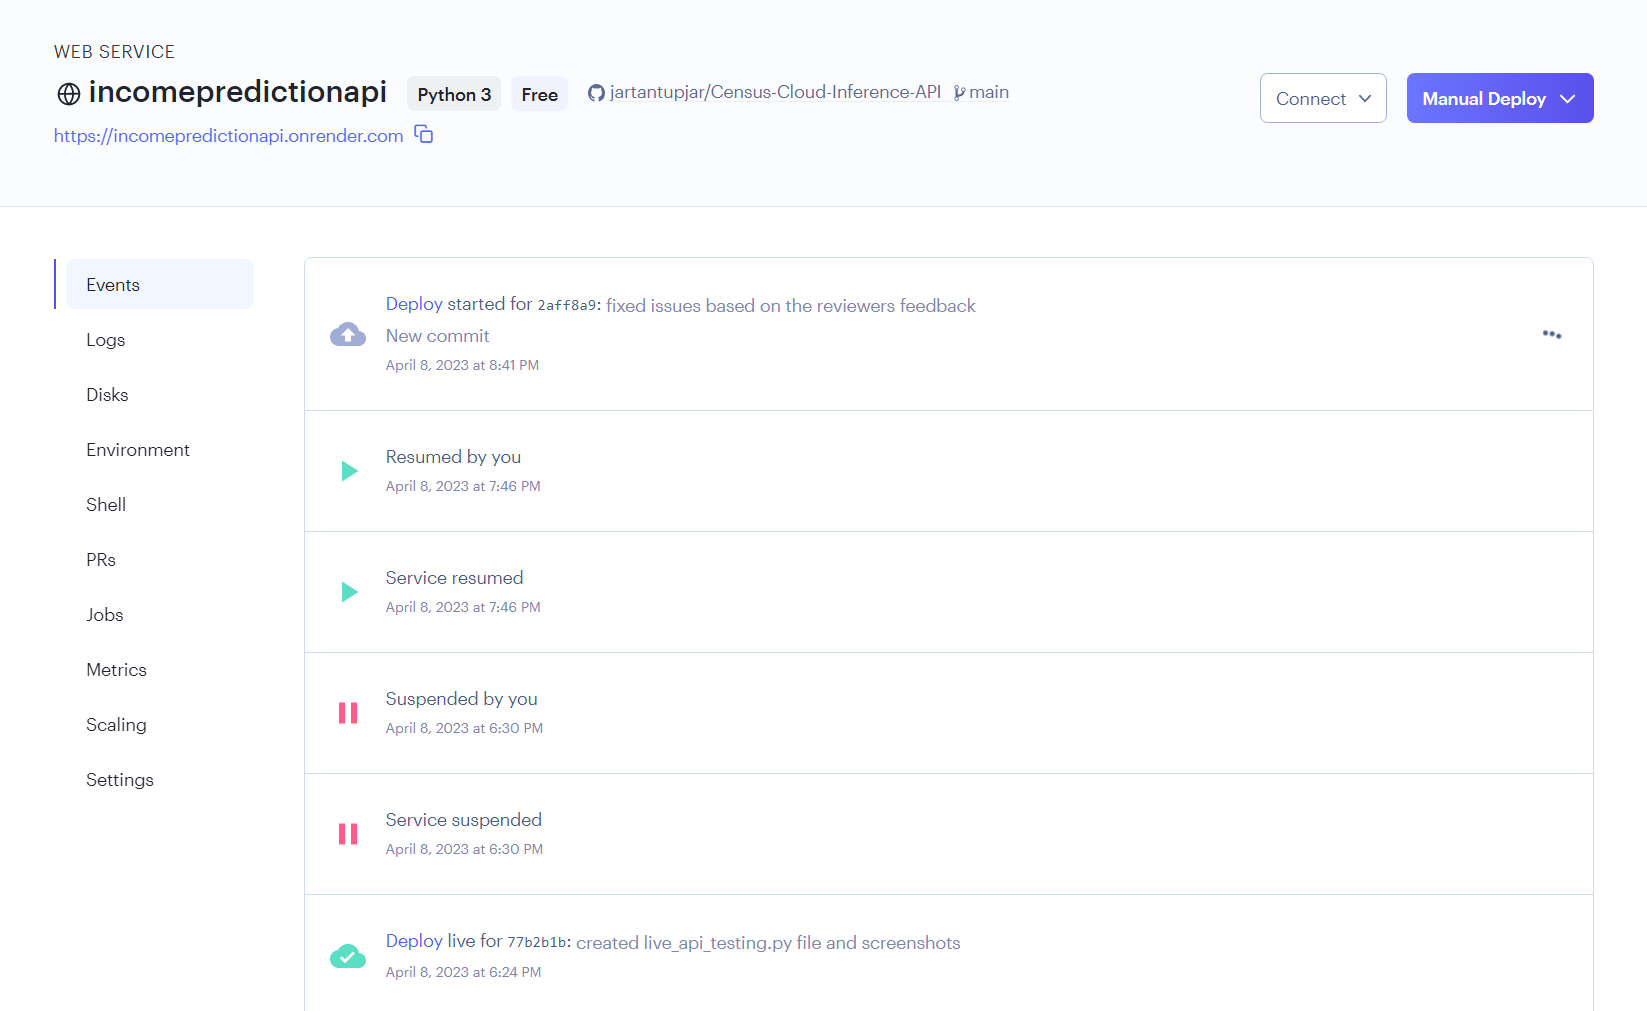 WEB SERVICE
incomepredictionapi Python 3 Free jartantupjar/Census-Cloud-Inference-API main
https://incomepredictionapi.onrender.com
Connect
Manual Deploy
Events
Logs
Disks
Environment
Shell
PRs
Jobs
Metrics
Scaling
Settings
Deploy started for 2aff8a9: fixed issues based on the reviewers feedback
New commit
April 8, 2023 at 8:41 PM
Resumed by you
April 8, 2023 at 7:46 PM
Service resumed
April 8, 2023 at 7:46 PM
Suspended by you
April 8, 2023 at 6:30 PM
Service suspended
April 8, 2023 at 6:30 PM
Deploy live for 77b2b1b: created live_api_testing.py file and screenshots
April 8, 2023 at 6:24 PM